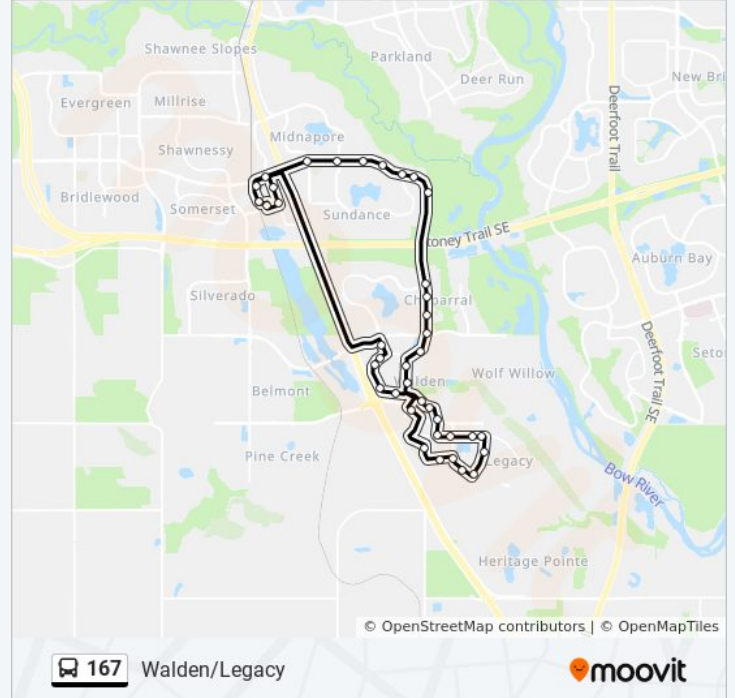 Shawnee Slopes
Parkland
Deer Run
New Bri
Evergreen
Millrise
Deerfoot Trail
Midnapore
Shawnessy
Bridlewood
Somerset
Sundance
toney Trail SE
Auburn Bay
Silverado
Chaparral
Deerfoot Trail SE
Seto
Walden
Wolf Willow
Belmont
Pine Creek
Legacy
Bow River
Heritage Pointe
© OpenStreetMap contributors | © OpenMapTiles
167 Walden/Legacy
moovit